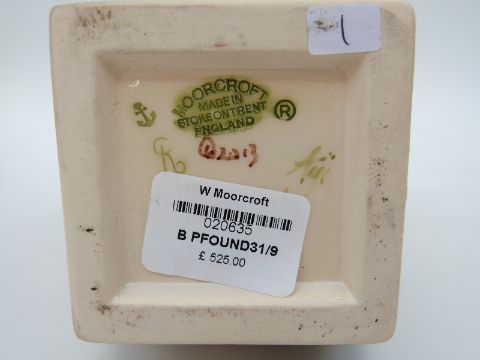 1
MOORCROFT
MADE IN
STOKE ON TRENT
ENGLAND
®
©2013
W Moorcroft
020635
B PFOUND31/9
£ 525.00